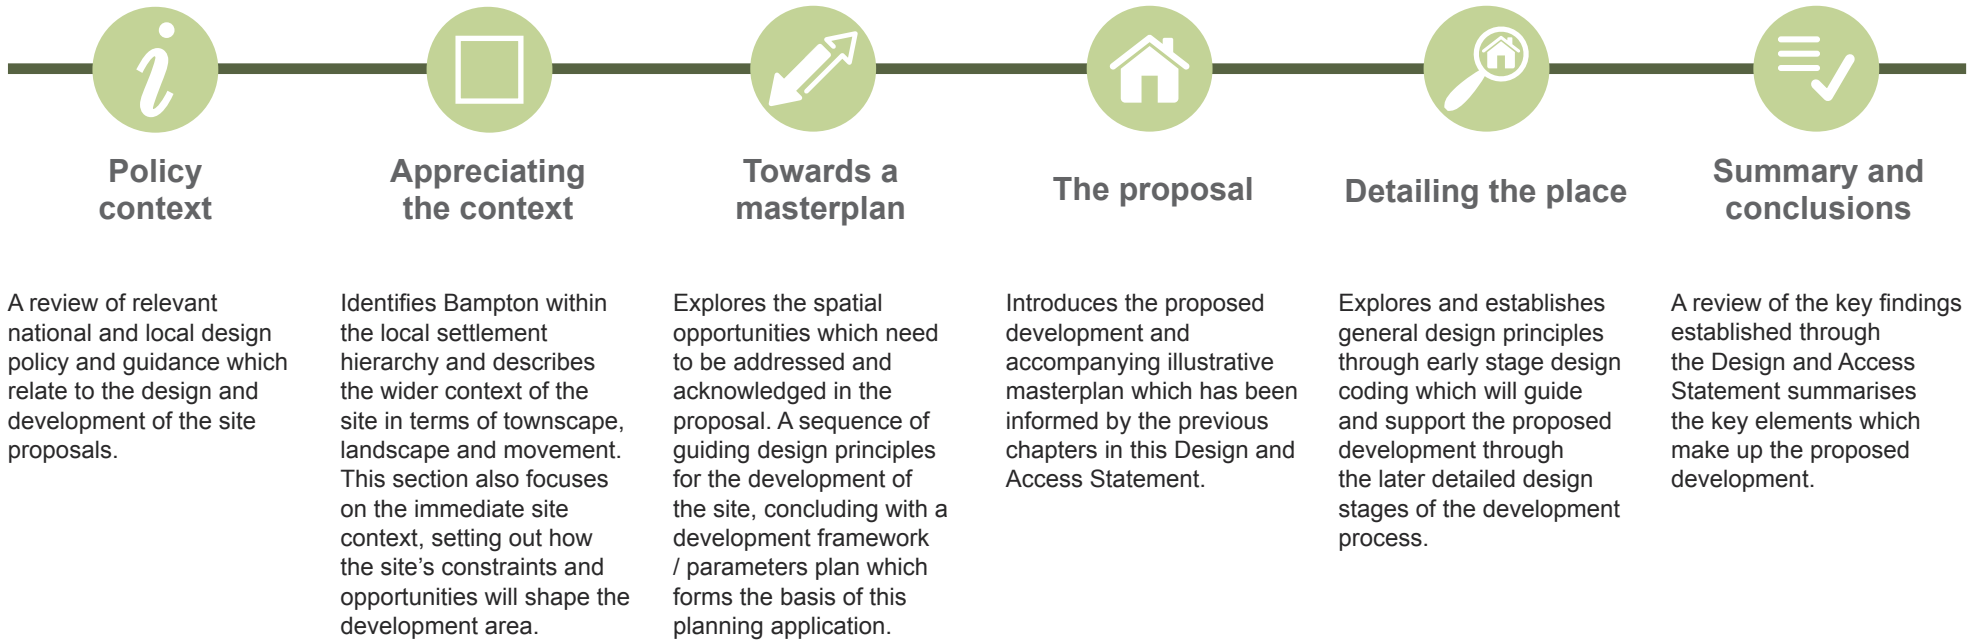 Policy
context
A review of relevant
national and local design
policy and guidance which
relate to the design and
development of the site
proposals.
Appreciating
the context
Identifies Bampton within
the local settlement
hierarchy and describes
the wider context of the
site in terms of townscape,
landscape and movement.
This section also focuses
on the immediate site
context, setting out how
the site’s constraints and
opportunities will shape the
development area.
Towards a
masterplan
Explores the spatial
opportunities which need
to be addressed and
acknowledged in the
proposal. A sequence of
guiding design principles
for the development of
the site, concluding with a
development framework
/ parameters plan which
forms the basis of this
planning application.
The proposal
Introduces the proposed
development and
accompanying illustrative
masterplan which has been
informed by the previous
chapters in this Design and
Access Statement.
Detailing the place
Explores and establishes
general design principles
through early stage design
coding which will guide
and support the proposed
development through
the later detailed design
stages of the development
process.
Summary and
conclusions
A review of the key findings
established through
the Design and Access
Statement summarises
the key elements which
make up the proposed
development.